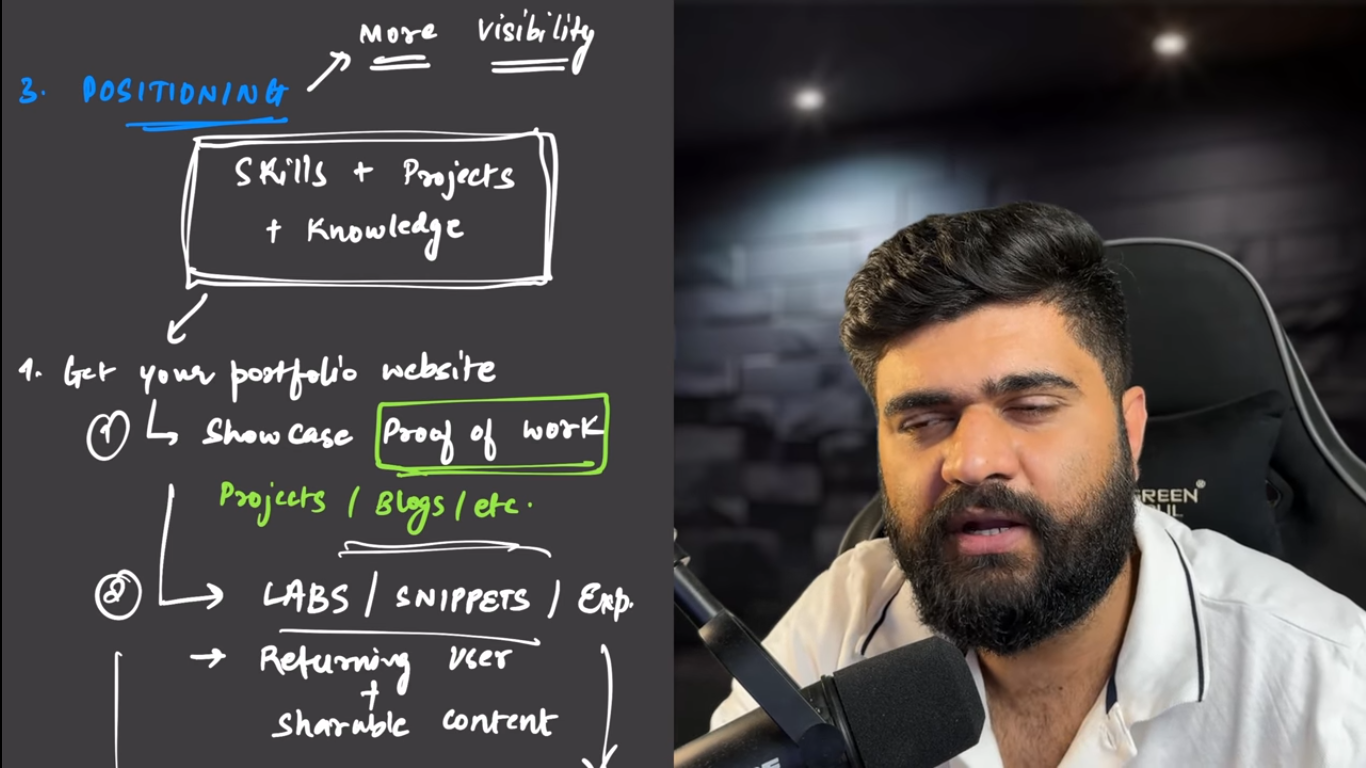 More Visibility
3. POSITIONING
Skills + Projects
+ Knowledge
1. Get your portfolio website
① Showcase Proof of work
Projects / Blogs / etc.
② LABS / SNIPPETS / Exp.
→ Returning user
+
Sharable content
GREEN